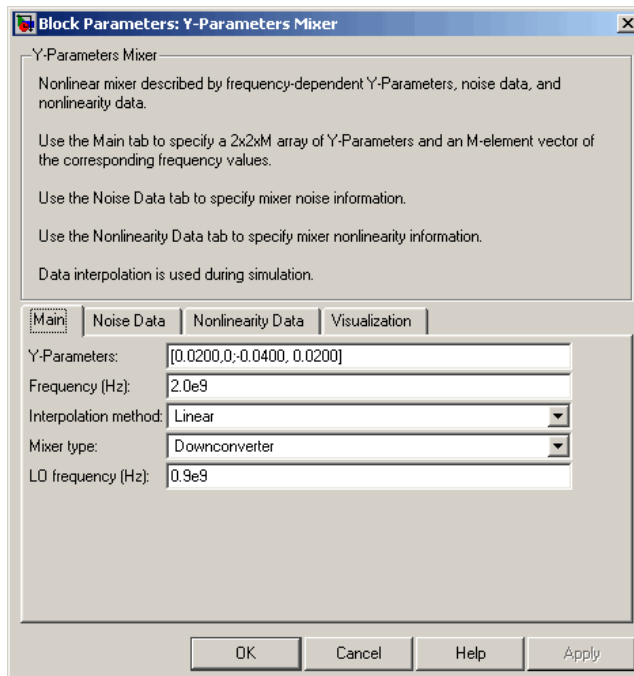 Block Parameters: Y-Parameters Mixer
Y-Parameters Mixer
Nonlinear mixer described by frequency-dependent Y-Parameters, noise data, and
nonlinearity data.
Use the Main tab to specify a 2x2xM array of Y-Parameters and an M-element vector of
the corresponding frequency values.
Use the Noise Data tab to specify mixer noise information.
Use the Nonlinearity Data tab to specify mixer nonlinearity information.
Data interpolation is used during simulation.
Main Noise Data Nonlinearity Data Visualization
Y-Parameters: [0.0200,0;-0.0400, 0.0200]
Frequency (Hz): 2.0e9
Interpolation method: Linear
Mixer type: Downconverter
LO frequency (Hz): 0.9e9
OK Cancel Help Apply